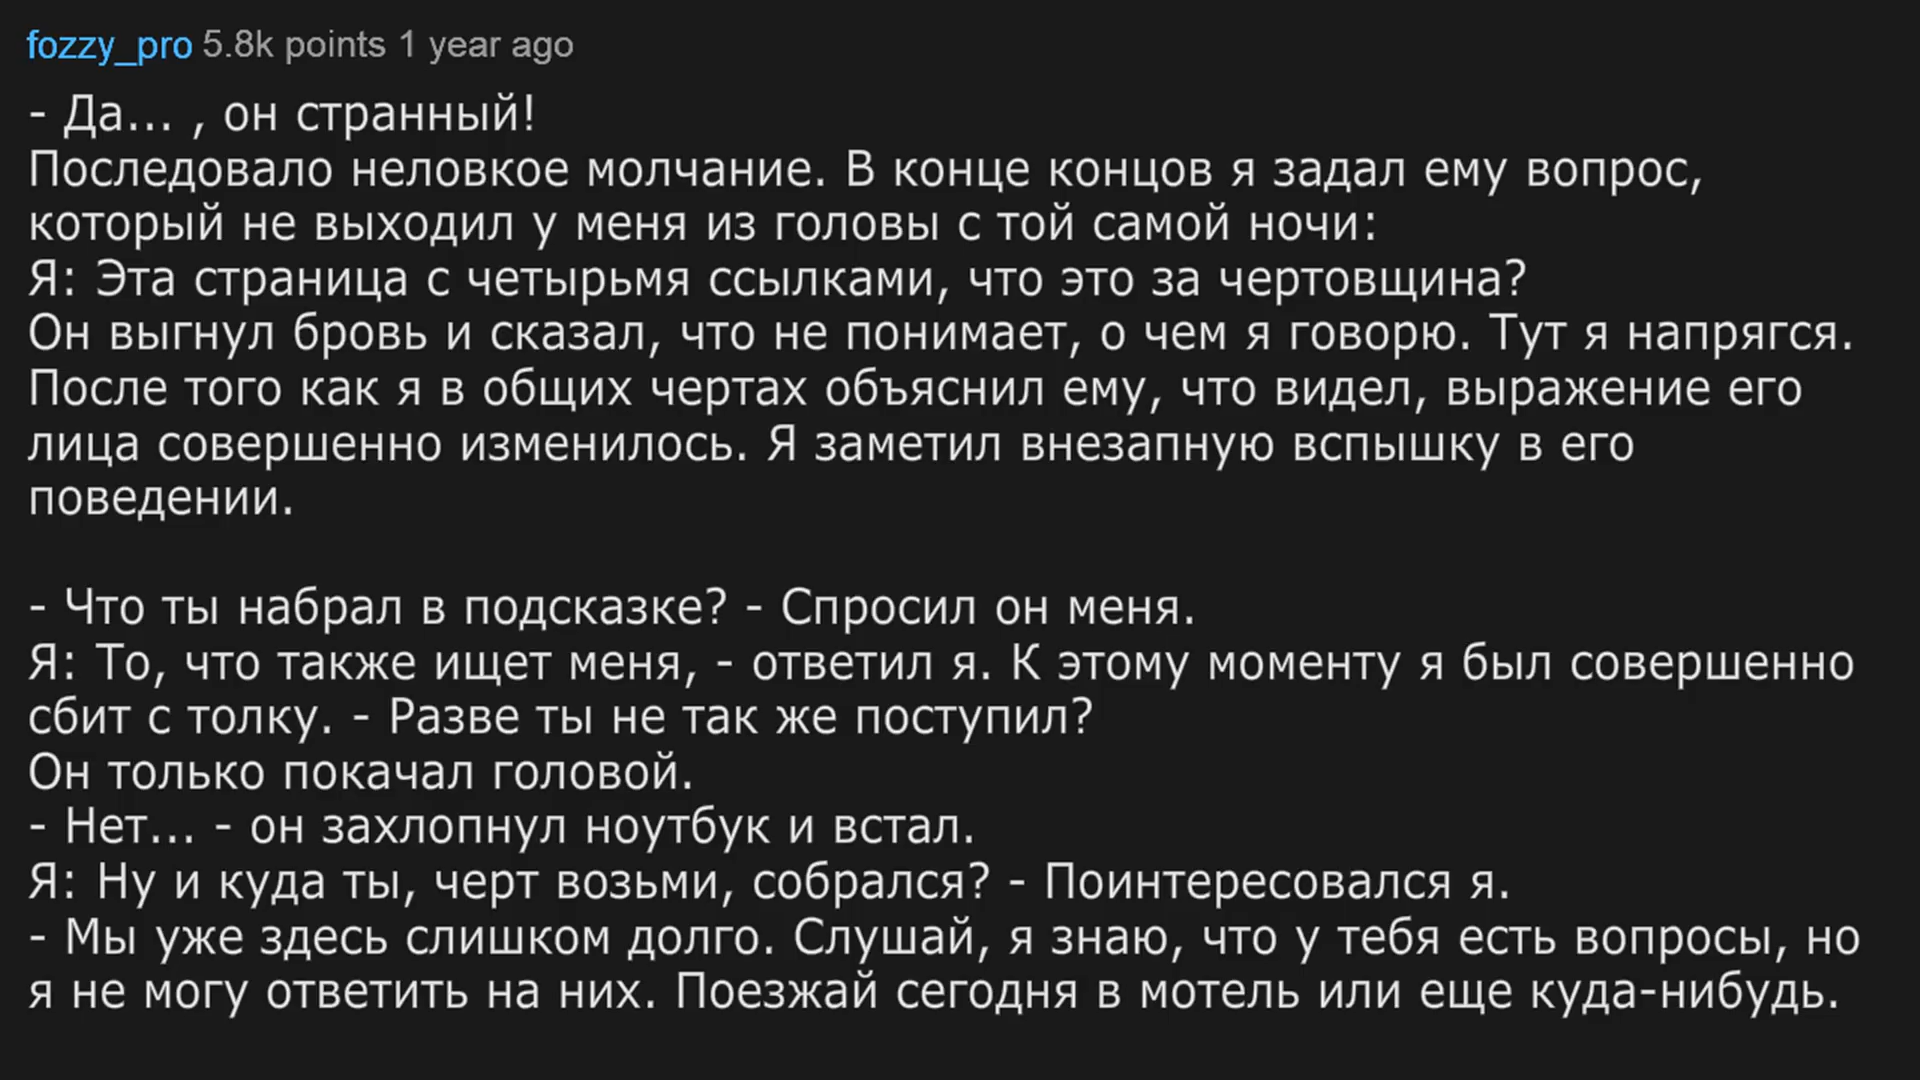 fozzy_pro 5.8k points 1 year ago
- Да... , он странный!
Последовало неловкое молчание. В конце концов я задал ему вопрос,
который не выходил у меня из головы с той самой ночи:
Я: Эта страница с четырьмя ссылками, что это за чертовщина?
Он выгнул бровь и сказал, что не понимает, о чем я говорю. Тут я напрягся.
После того как я в общих чертах объяснил ему, что видел, выражение его
лица совершенно изменилось. Я заметил внезапную вспышку в его
поведении.
- Что ты набрал в подсказке? - Спросил он меня.
Я: То, что также ищет меня, - ответил я. К этому моменту я был совершенно
сбит с толку. - Разве ты не так же поступил?
Он только покачал головой.
- Нет... - он захлопнул ноутбук и встал.
Я: Ну и куда ты, черт возьми, собрался? - Поинтересовался я.
- Мы уже здесь слишком долго. Слушай, я знаю, что у тебя есть вопросы, но
я не могу ответить на них. Поезжай сегодня в мотель или еще куда-нибудь.